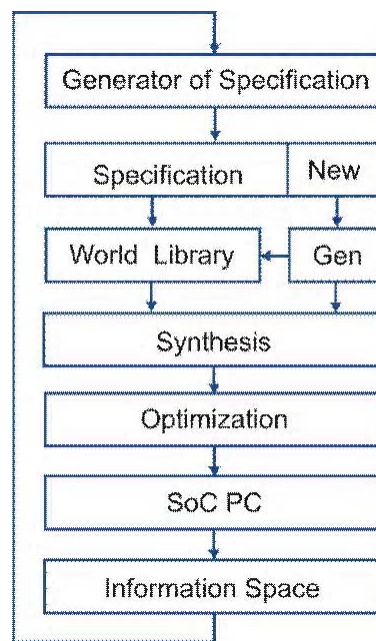 Generator of Specification
Specification New
World Library Gen
Synthesis
Optimization
SoC PC
Information Space